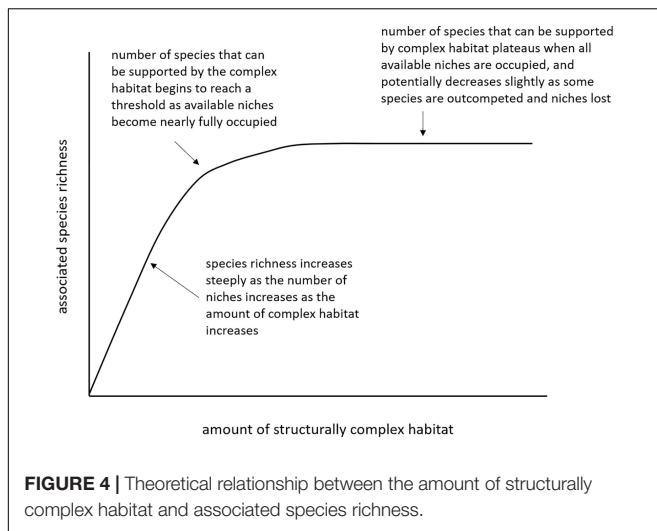 number of species that can
be supported by the complex
habitat begins to reach a
threshold as available niches
become nearly fully occupied
number of species that can be supported
by complex habitat plateaus when all
available niches are occupied, and
potentially decreases slightly as some
species are outcompeted and niches lost
associated species richness
species richness increases
steeply as the number of
niches increases as the
amount of complex habitat
increases
amount of structurally complex habitat
FIGURE 4 | Theoretical relationship between the amount of structurally
complex habitat and associated species richness.